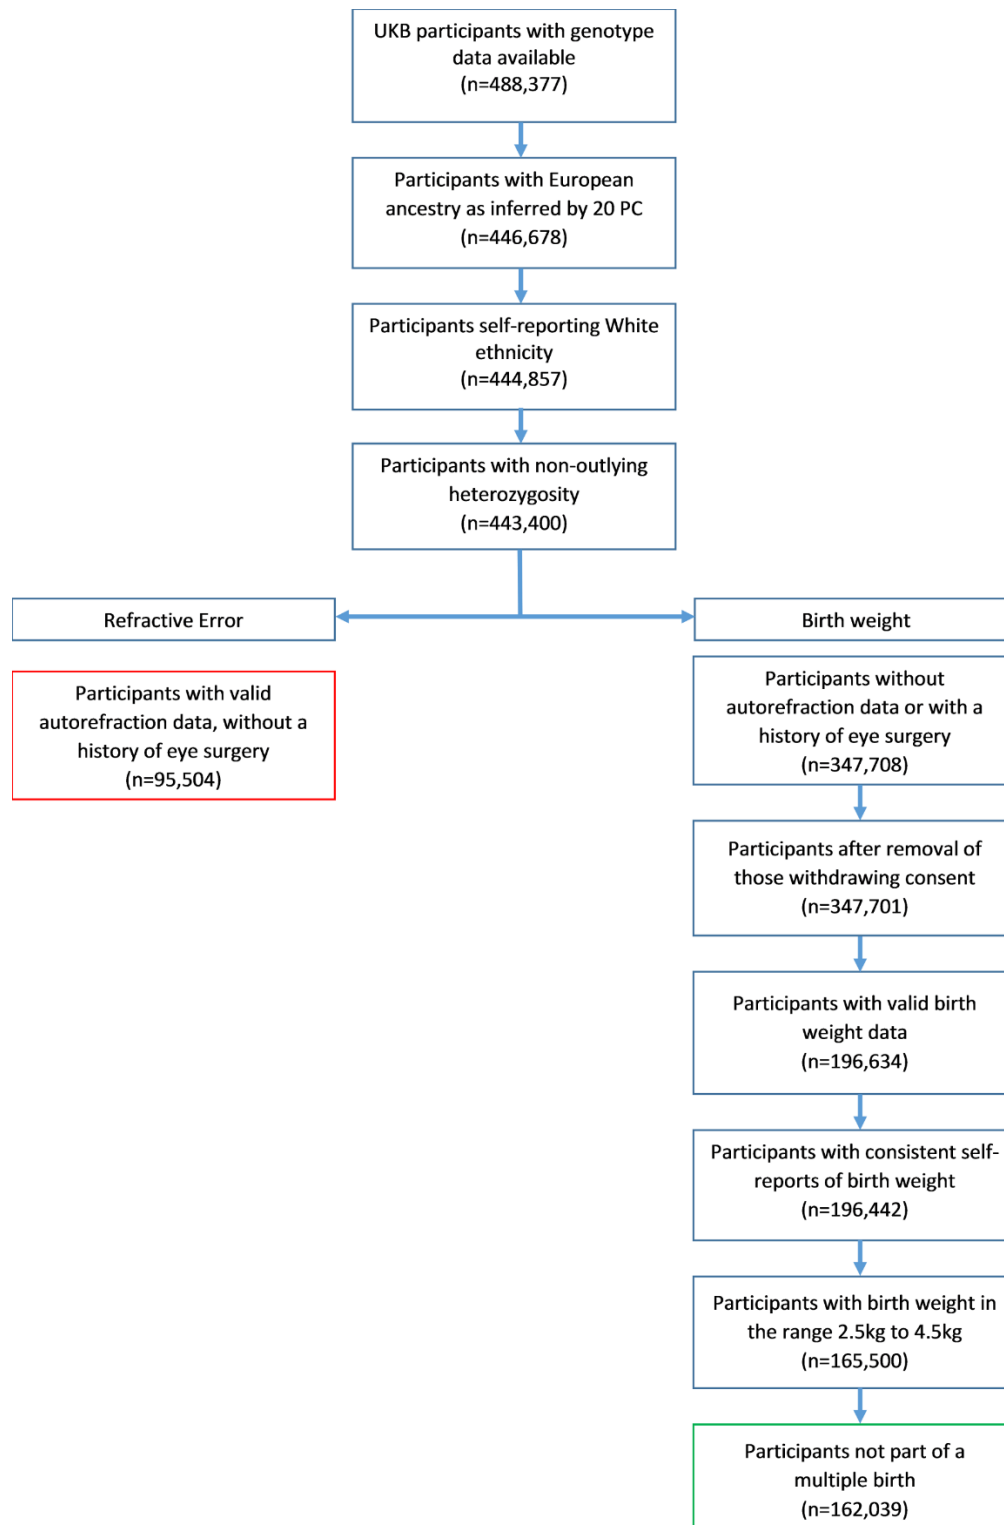 UKB participants with genotype
data available
(n=488,377)
Participants with European
ancestry as inferred by 20 PC
(n=446,678)
Participants self-reporting White
ethnicity
(n=444,857)
Participants with non-outlying
heterozygosity
(n=443,400)
Refractive Error
Birth weight
Participants with valid
autorefraction data, without a
history of eye surgery
(n=95,504)
Participants without
autorefraction data or with a
history of eye surgery
(n=347,708)
Participants after removal of
those withdrawing consent
(n=347,701)
Participants with valid birth
weight data
(n=196,634)
Participants with consistent self-
reports of birth weight
(n=196,442)
Participants with birth weight in
the range 2.5kg to 4.5kg
(n=165,500)
Participants not part of a
multiple birth
(n=162,039)